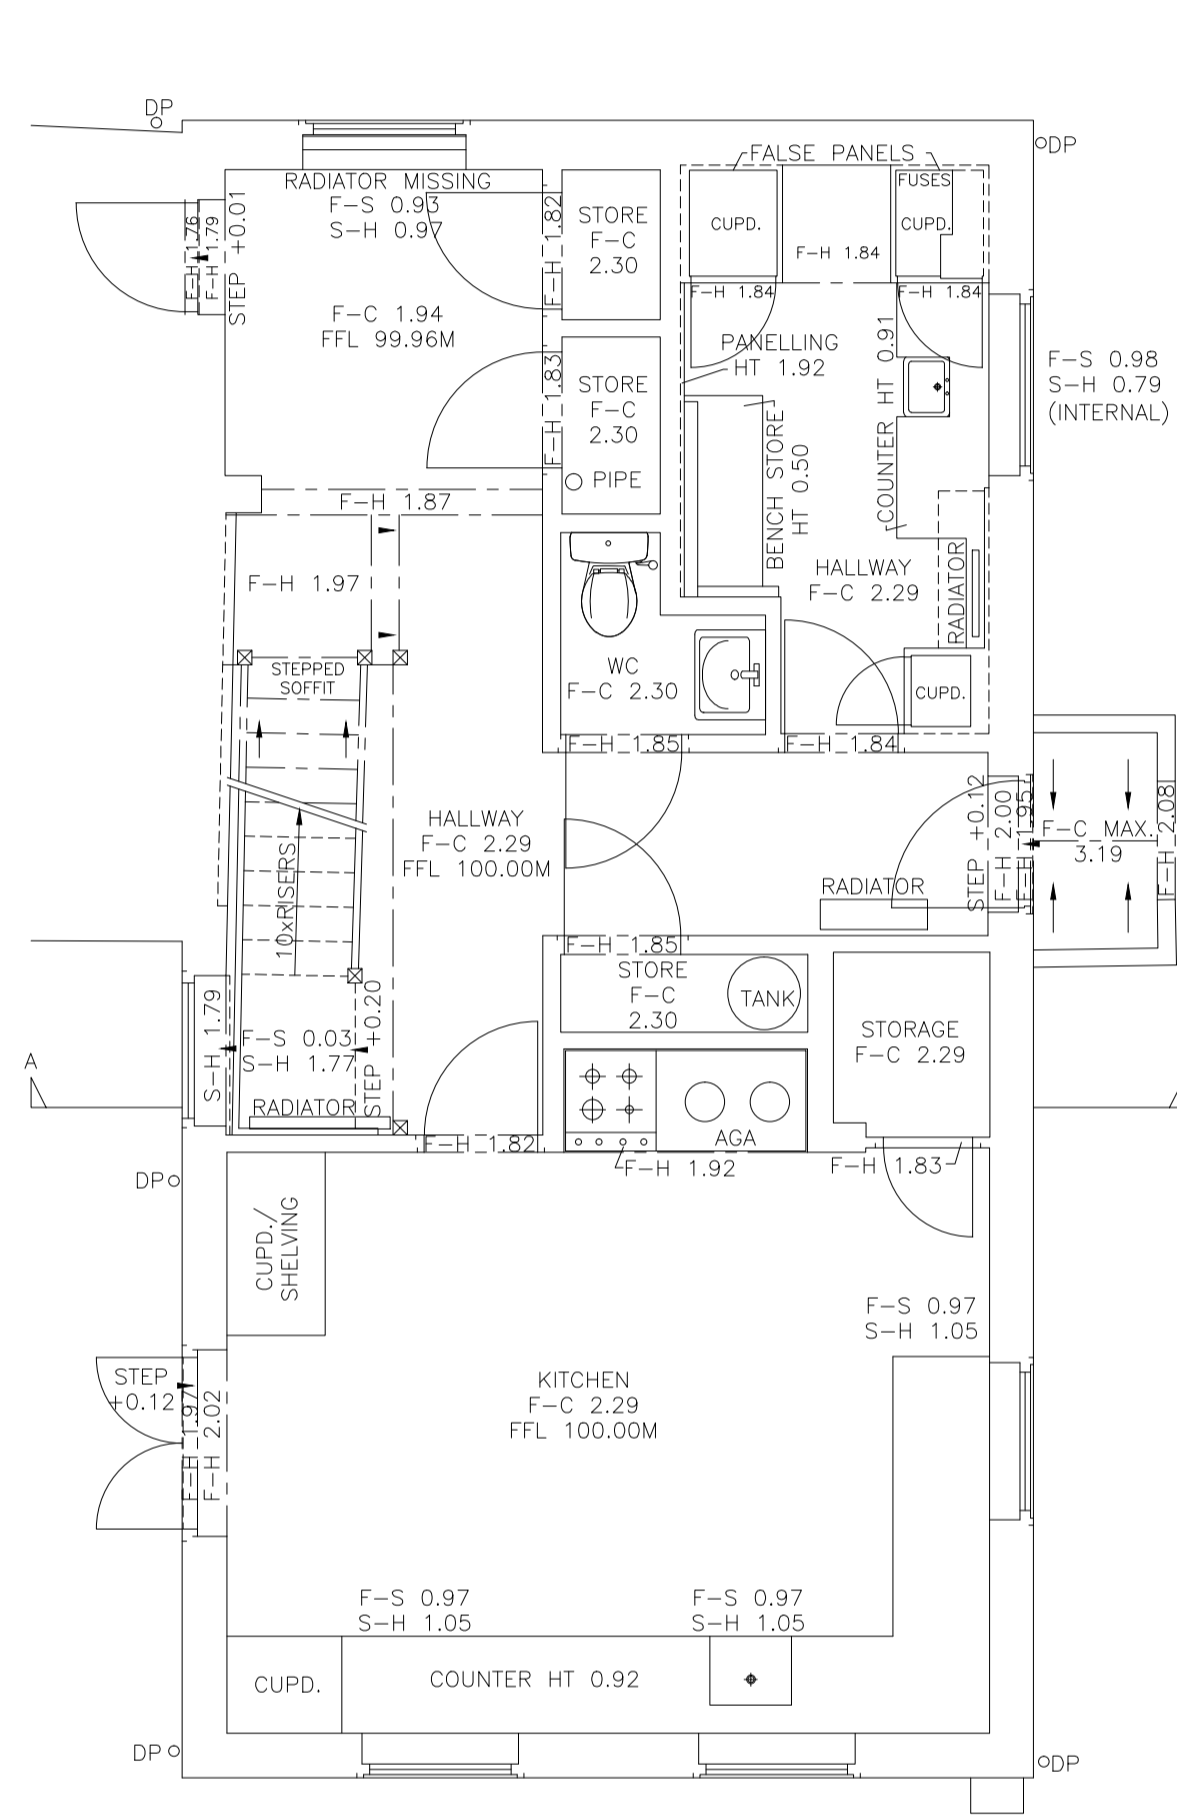 DP
DP
FALSE PANELS
RADIATOR MISSING
F-S 0.93
S-H 0.97
F-H 1.76
F-H 1.79
STEP +0.01
F-H 1.82
STORE
F-C
2.30
CUPD.
F-H 1.84
FUSES
CUPD.
F-H 1.84
F-H 1.84
F-C 1.94
FFL 99.96M
PANELLING
HT 1.92
COUNTER HT 0.91
F-S 0.98
S-H 0.79
(INTERNAL)
F-H 1.83
STORE
F-C
2.30
PIPE
BENCH STORE
HT 0.50
F-H 1.87
F-H 1.97
HALLWAY
F-C 2.29
RADIATOR
STEPPED
SOFFIT
WC
F-C 2.30
CUPD.
F-H 1.85
F-H 1.84
HALLWAY
F-C 2.29
FFL 100.00M
10xRISERS
RADIATOR
STEP +0.12
F-H 2.00
F-H 1.95
F-C MAX.
3.19
F-H 2.08
F-H 1.85
STORE
F-C
2.30
TANK
STORAGE
F-C 2.29
S-H 1.79
F-S 0.03
S-H 1.77
STEP +0.20
RADIATOR
A
AGA
F-H 1.82
F-H 1.92
F-H 1.83
DP
CUPD./
SHELVING
F-S 0.97
S-H 1.05
STEP
+0.12
F-H 1.97
F-H 2.02
KITCHEN
F-C 2.29
FFL 100.00M
F-S 0.97
S-H 1.05
F-S 0.97
S-H 1.05
CUPD.
COUNTER HT 0.92
DP
DP